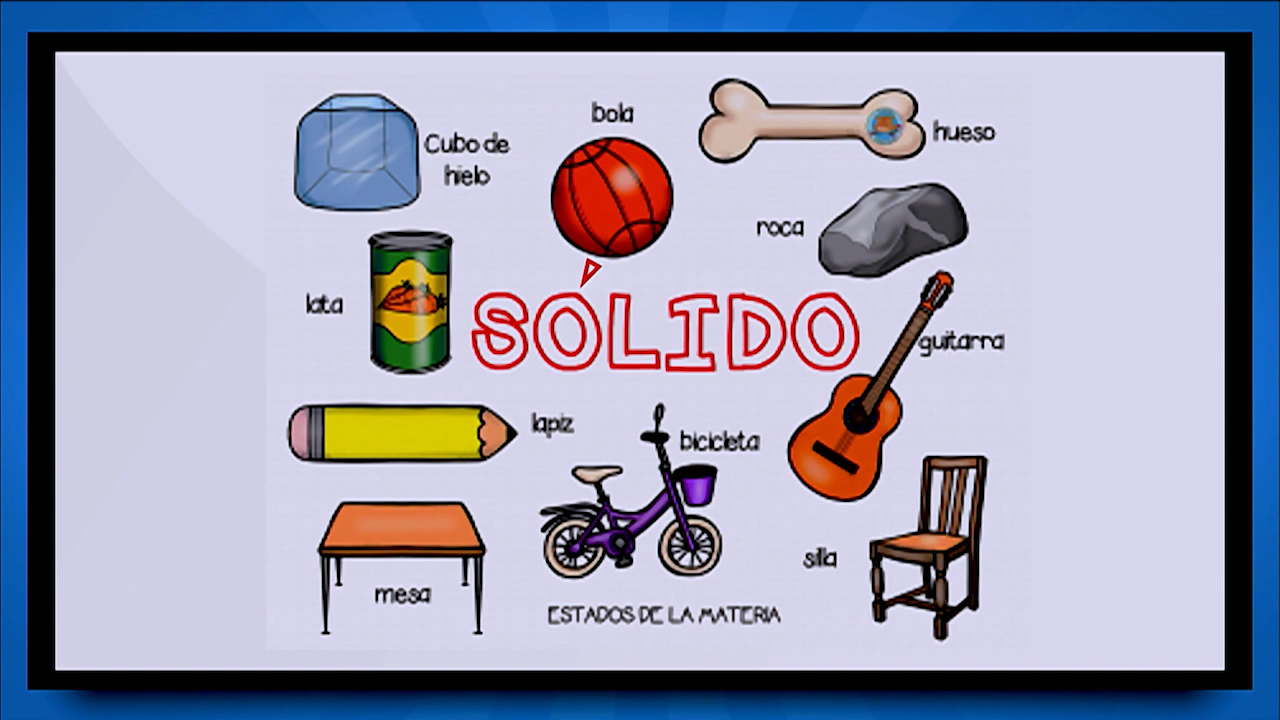 bola
hueso
Cubo de
hielo
roca
lata
SÓLIDO
guitarra
lapiz
bicicleta
silla
mesa
ESTADOS DE LA MATERIA